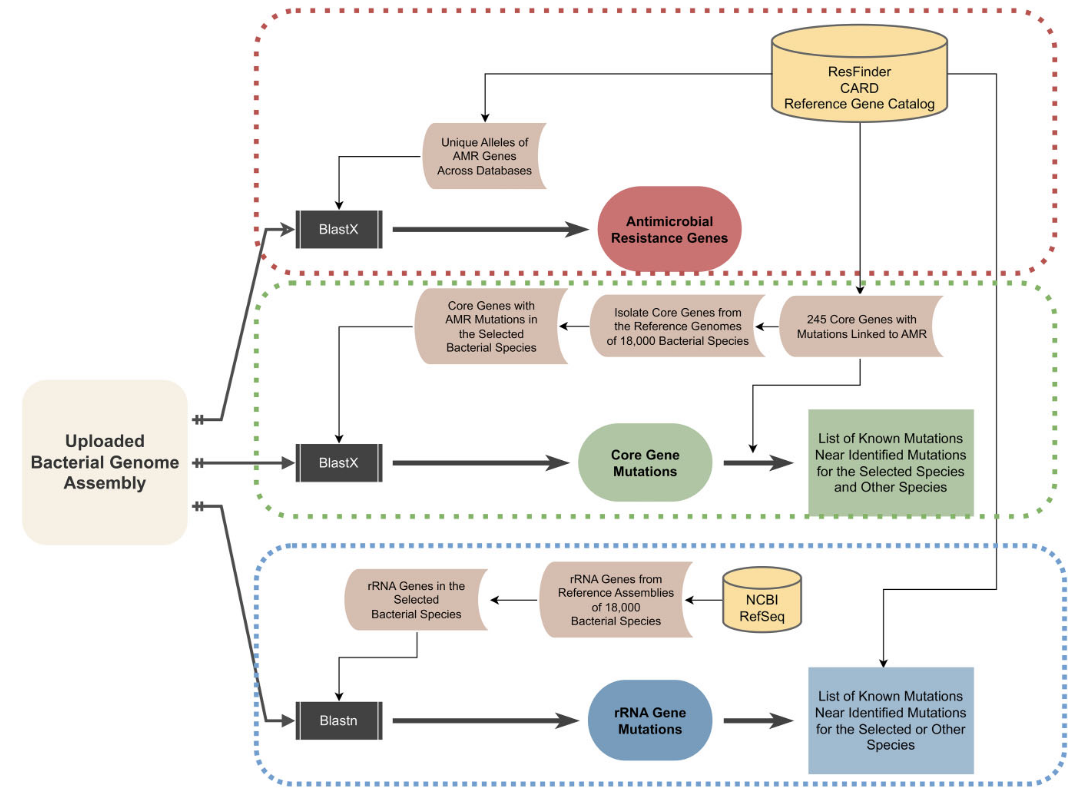 ResFinder
CARD
Reference Gene Catalog
Unique Alleles of
AMR Genes
Across Databases
BlastX
Antimicrobial
Resistance Genes
Core Genes with
AMR Mutations in
the Selected
Bacterial Species
Isolate Core Genes from
the Reference Genomes
of 18,000 Bacterial Species
245 Core Genes with
Mutations Linked to AMR
Uploaded
Bacterial Genome
Assembly
BlastX
Core Gene
Mutations
List of Known Mutations
Near Identified Mutations
for the Selected Species
and Other Species
rRNA Genes in the
Selected
Bacterial Species
rRNA Genes from
Reference Assemblies
of 18,000
Bacterial Species
NCBI
RefSeq
Blastn
rRNA Gene
Mutations
List of Known Mutations
Near Identified Mutations
for the Selected or Other
Species